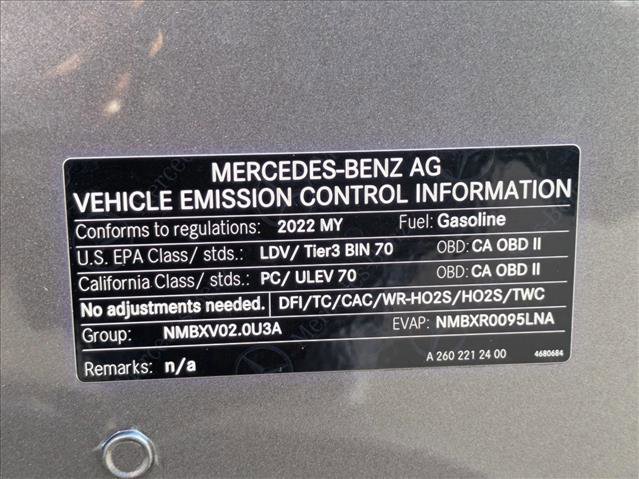 MERCEDES-BENZ AG
VEHICLE EMISSION CONTROL INFORMATION
Conforms to regulations: 2022 MY Fuel: Gasoline
U.S. EPA Class/ stds.: LDV/ Tier3 BIN 70 OBD: CA OBD II
California Class/ stds.: PC/ ULEV 70 OBD: CA OBD II
No adjustments needed. DFI/TC/CAC/WR-HO2S/HO2S/TWC
Group: NMBXV02.0U3A EVAP: NMBXR0095LNA
A 260 221 24 00 4680684
Remarks: n/a